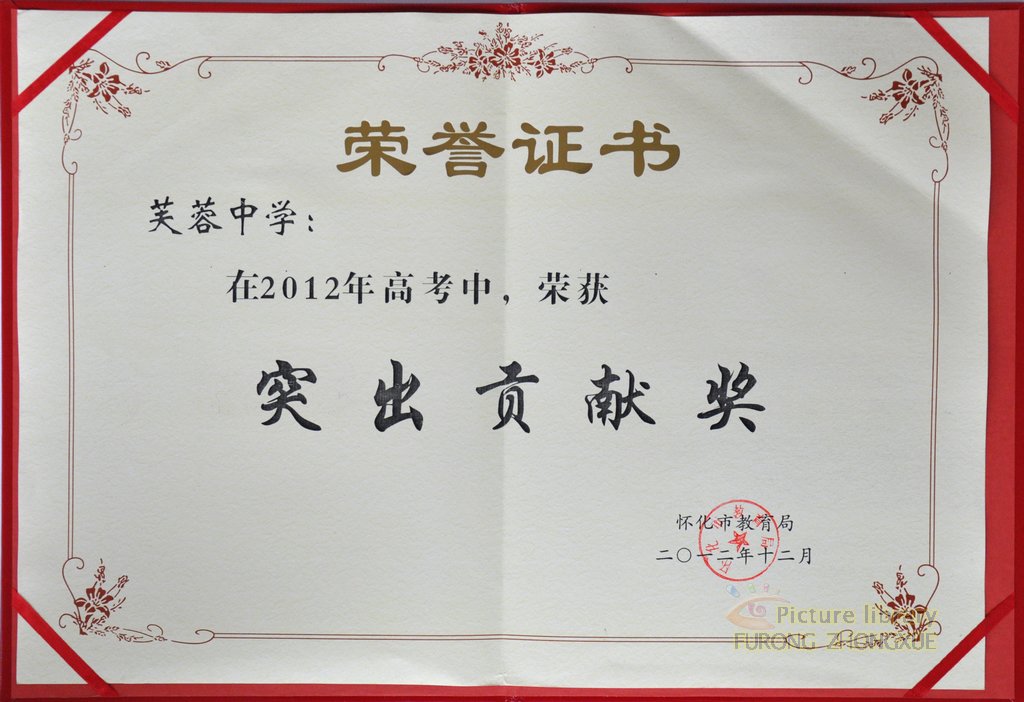 荣誉证书
芙蓉中学：
在2012年高考中，荣获
突出贡献奖
怀化市教育局
二〇一二年十二月
Picture library
FURONG ZHONGXUE